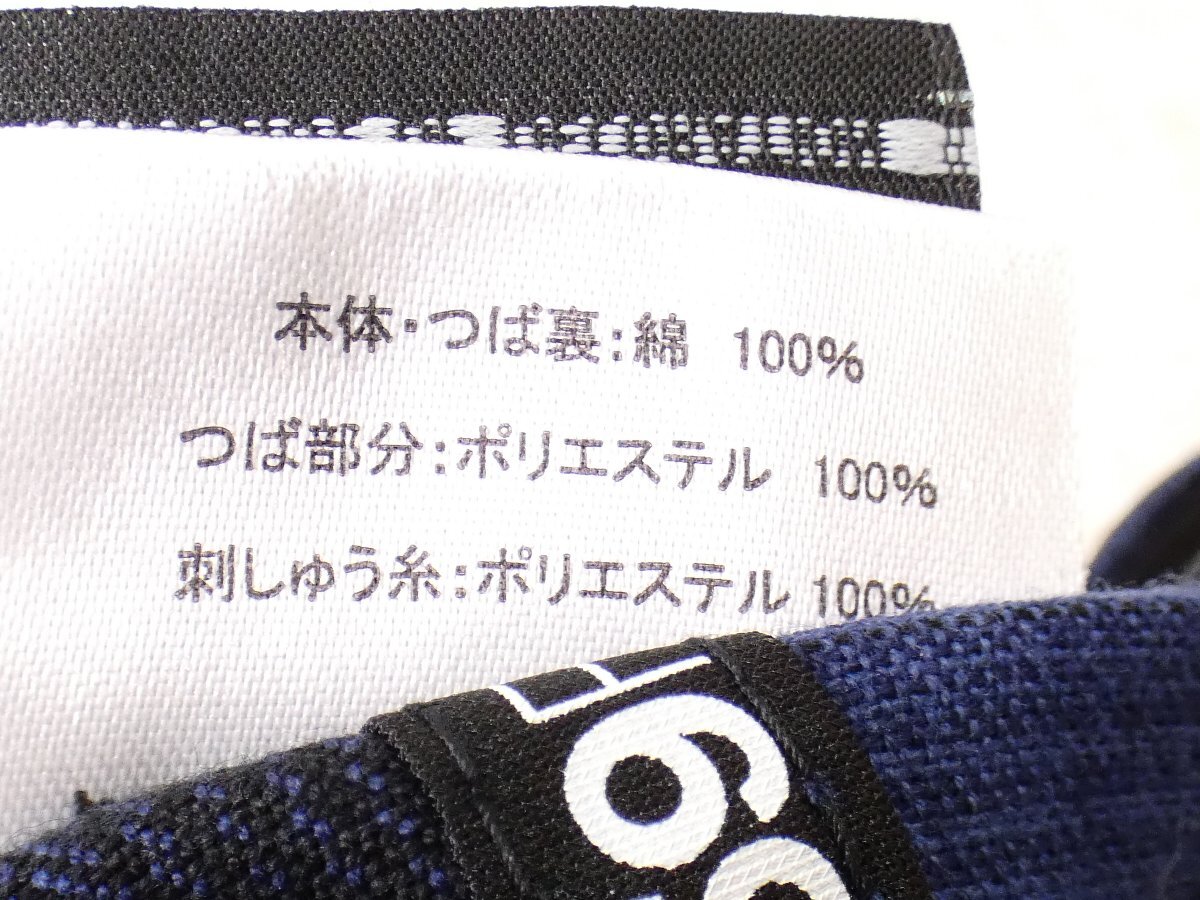 本体・つば裏:綿 100%
つば部分:ポリエステル 100%
刺しゅう糸:ポリエステル 100%